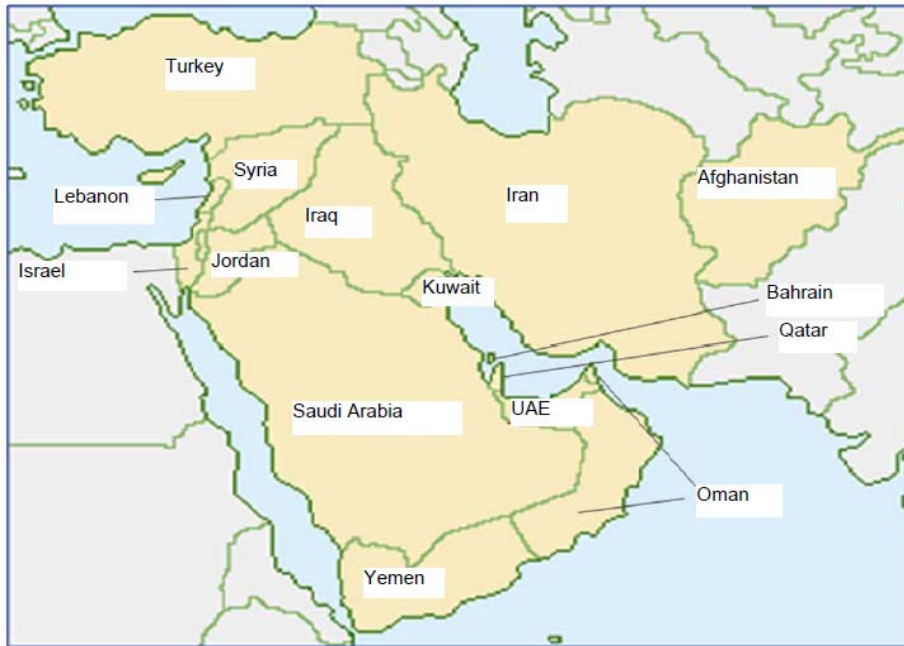 Turkey
Syria
Lebanon
Iraq
Iran
Afghanistan
Israel
Jordan
Kuwait
Bahrain
Qatar
Saudi Arabia
UAE
Oman
Yemen